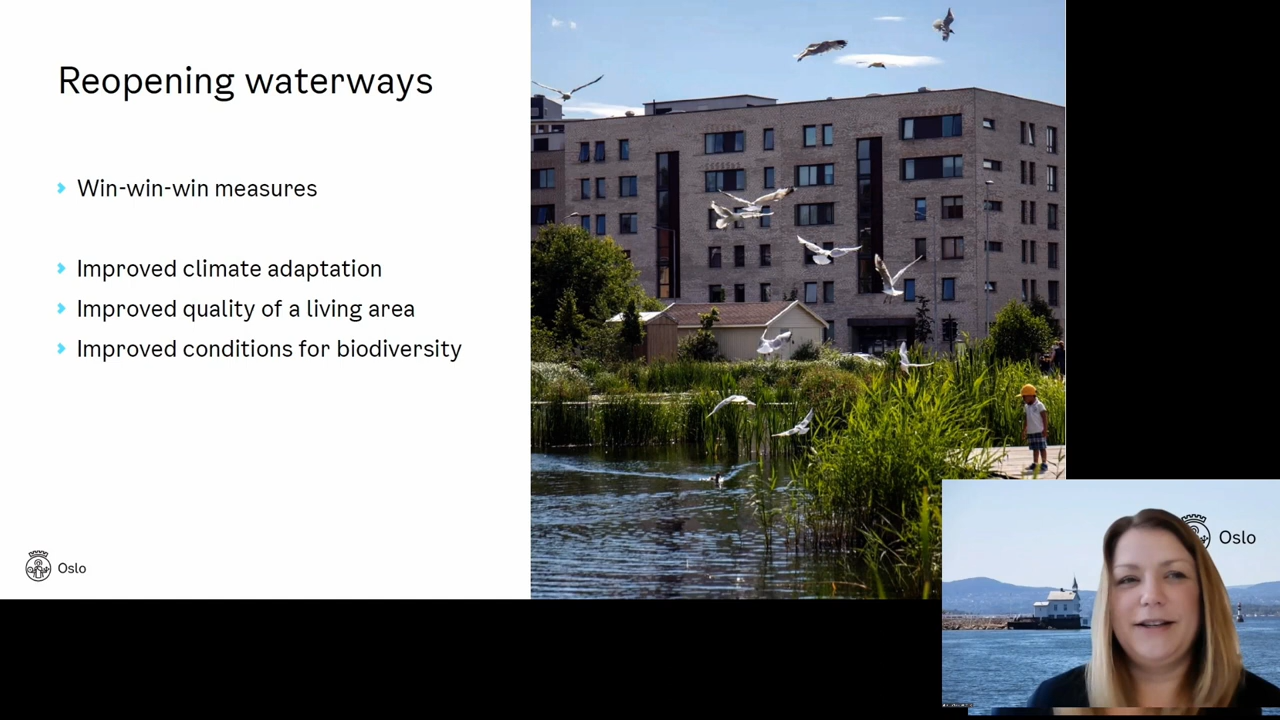 Reopening waterways
Win-win-win measures
Improved climate adaptation
Improved quality of a living area
Improved conditions for biodiversity
Oslo
Oslo